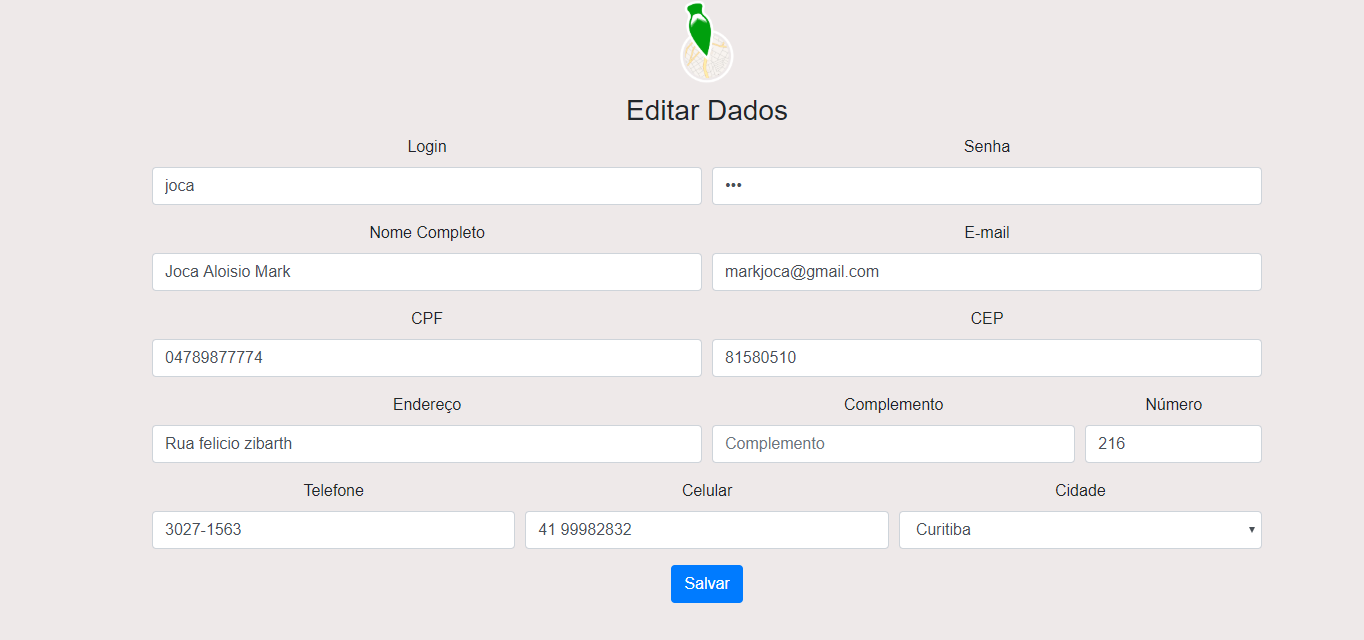 Editar Dados
Login Senha
joca •••
Nome Completo E-mail
Joca Aloisio Mark markjoca@gmail.com
CPF CEP
04789877774 81580510
Endereço Complemento Número
Rua felicio zibarth Complemento 216
Telefone Celular Cidade
3027-1563 41 99982832 Curitiba
Salvar